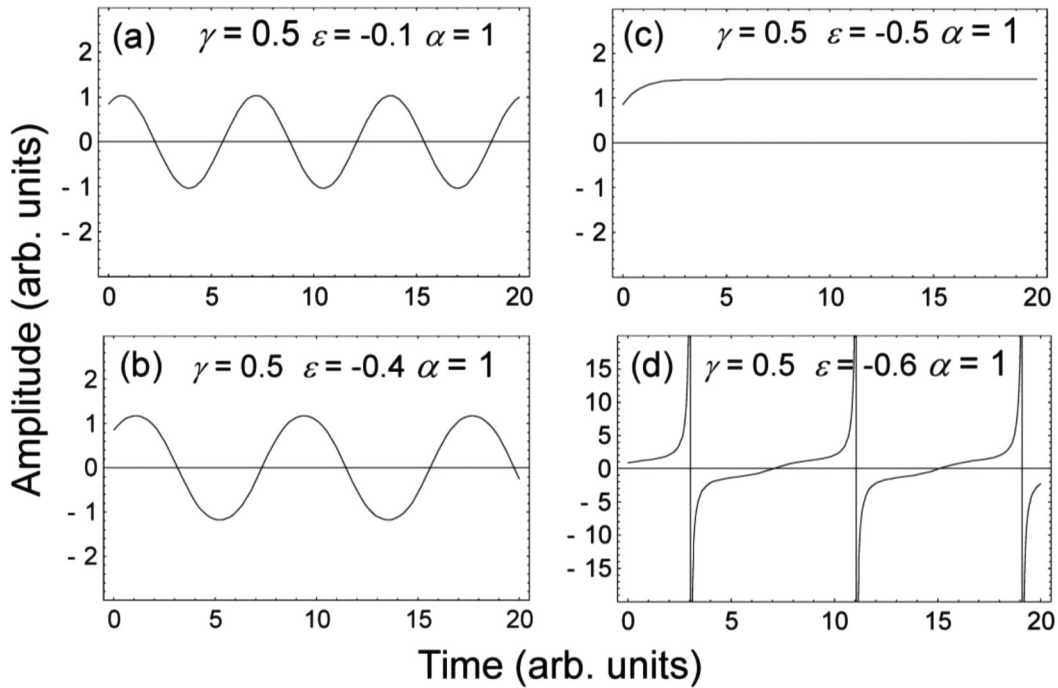 Amplitude (arb. units)
(a) γ = 0.5 ε = -0.1 α = 1
2
1
0
- 1
- 2
0 5 10 15 20
(b) γ = 0.5 ε = -0.4 α = 1
2
1
0
- 1
- 2
0 5 10 15 20
(c) γ = 0.5 ε = -0.5 α = 1
2
1
0
- 1
- 2
0 5 10 15 20
(d) γ = 0.5 ε = -0.6 α = 1
15
10
5
0
- 5
- 10
- 15
0 5 10 15 20
Time (arb. units)